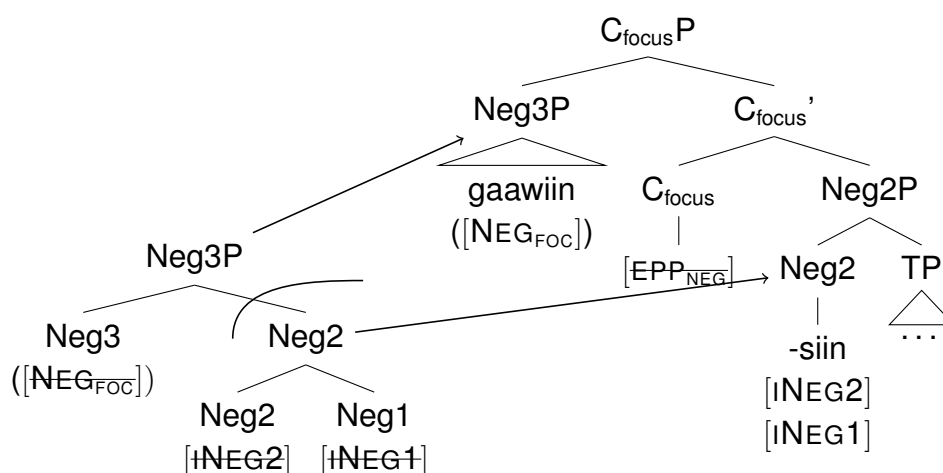 C_focusP
Neg3P C_focus'
gaawiin C_focus Neg2P
([NEG_FOC])
Neg3P [EPP_NEG] Neg2 TP
Neg3 Neg2 -siin ...
([NEG_FOC]) [INEG2]
Neg2 Neg1 [INEG1]
[INEG2] [INEG1]